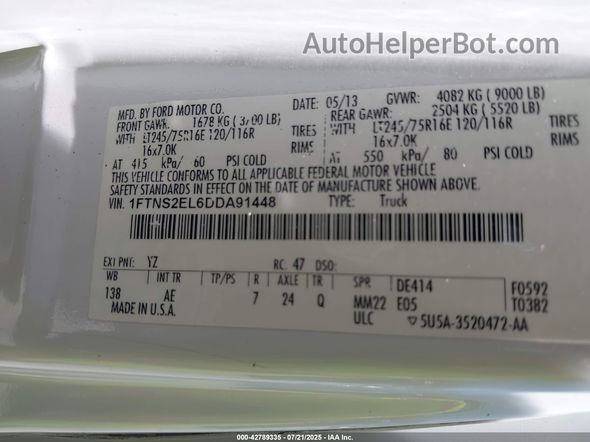 AutoHelperBot.com
MFD. BY FORD MOTOR CO. DATE: 05/13 GVWR: 4082 KG ( 9000 LB)
FRONT GAWR: 1678 KG ( 3700 LB) REAR GAWR: 2504 KG ( 5520 LB)
WITH LT245/75R16E 120/116R TIRES WITH LT245/75R16E 120/116R TIRES
16x7.0K RIMS 16x7.0K RIMS
AT 415 kPa/ 60 PSI COLD AT 550 kPa/ 80 PSI COLD
THIS VEHICLE CONFORMS TO ALL APPLICABLE FEDERAL MOTOR VEHICLE
SAFETY STANDARDS IN EFFECT ON THE DATE OF MANUFACTURE SHOWN ABOVE.
VIN: 1FTNS2EL6DDA91448 TYPE: Truck
EXT PNT: YZ RC: 47 DSO:
WB INT TR TP/PS R AXLE TR SPR DE414 F0592
138 AE 7 24 Q MM22 E05 T0382
MADE IN U.S.A. ULC ▽5U5A-3520472-AA
000-42789335 - 07/21/2025 - IAA Inc.